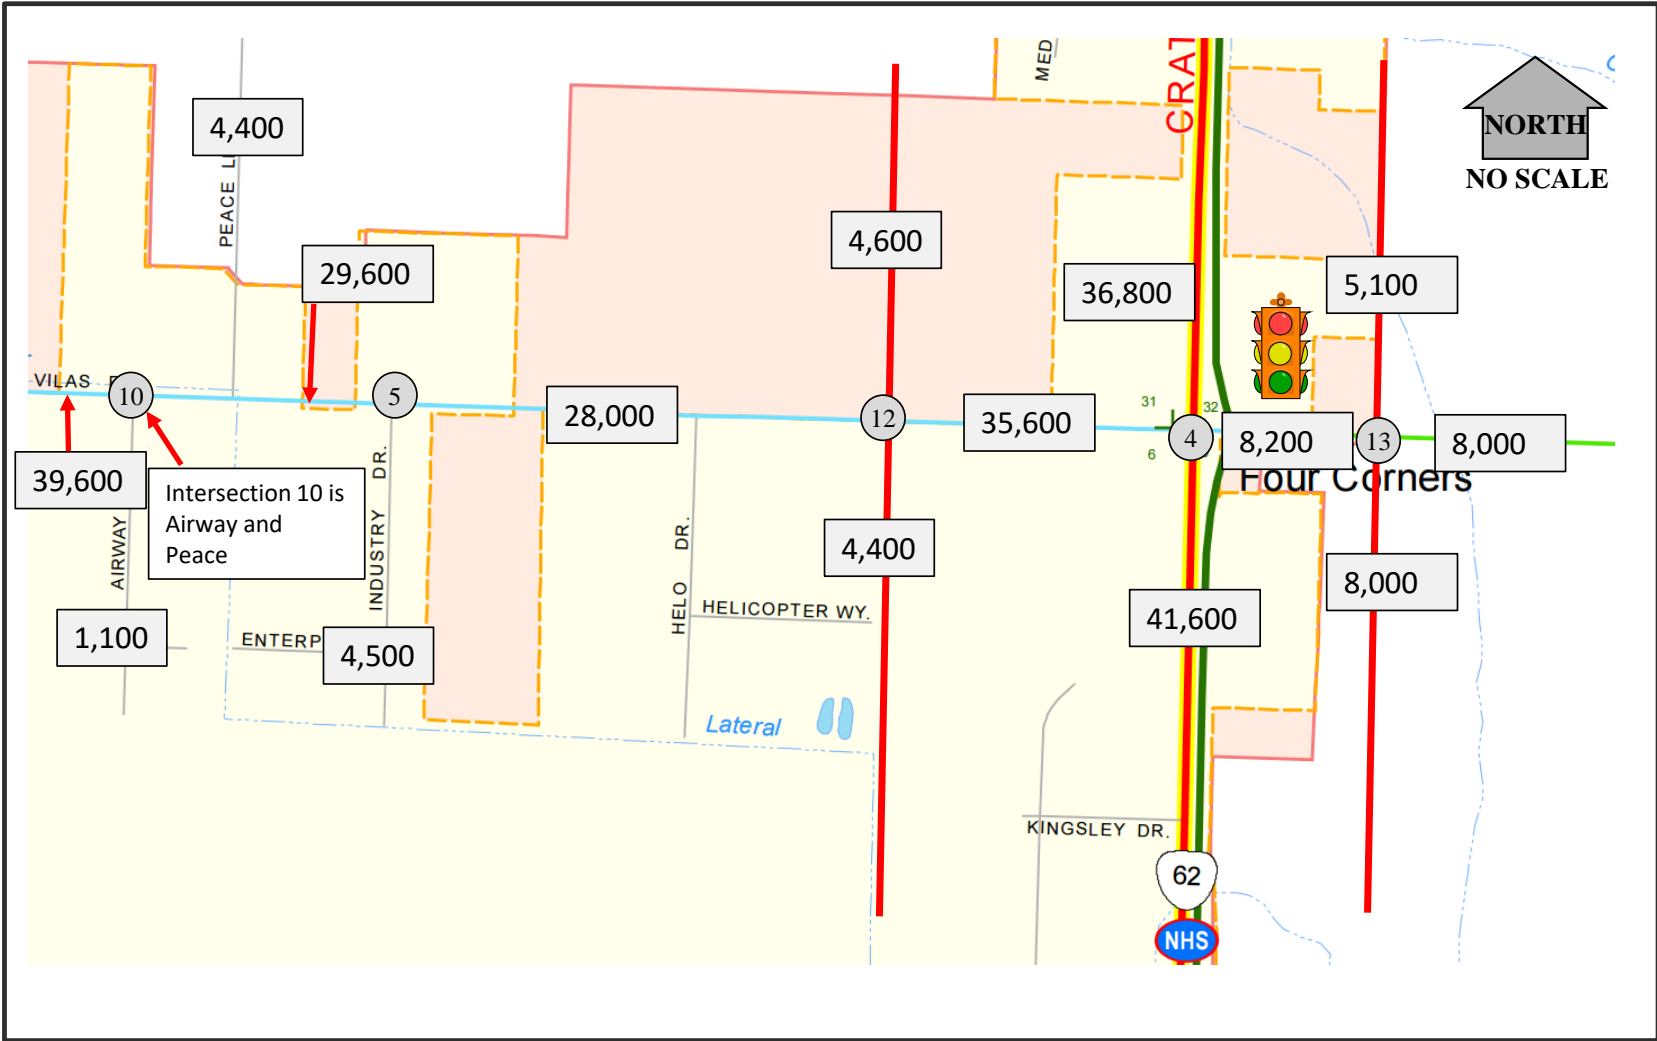 MED
CRAT
NORTH
NO SCALE
4,400
PEACE
29,600
4,600
36,800
5,100
VILAS
10
5
28,000
12
35,600
31
32
6
4
8,200
13
8,000
Four Corners
39,600
Intersection 10 is
Airway and
Peace
AIRWAY
INDUSTRY DR.
HELO DR.
4,400
8,000
HELICOPTER WY.
41,600
1,100
ENTERP
4,500
Lateral
KINGSLEY DR.
62
NHS